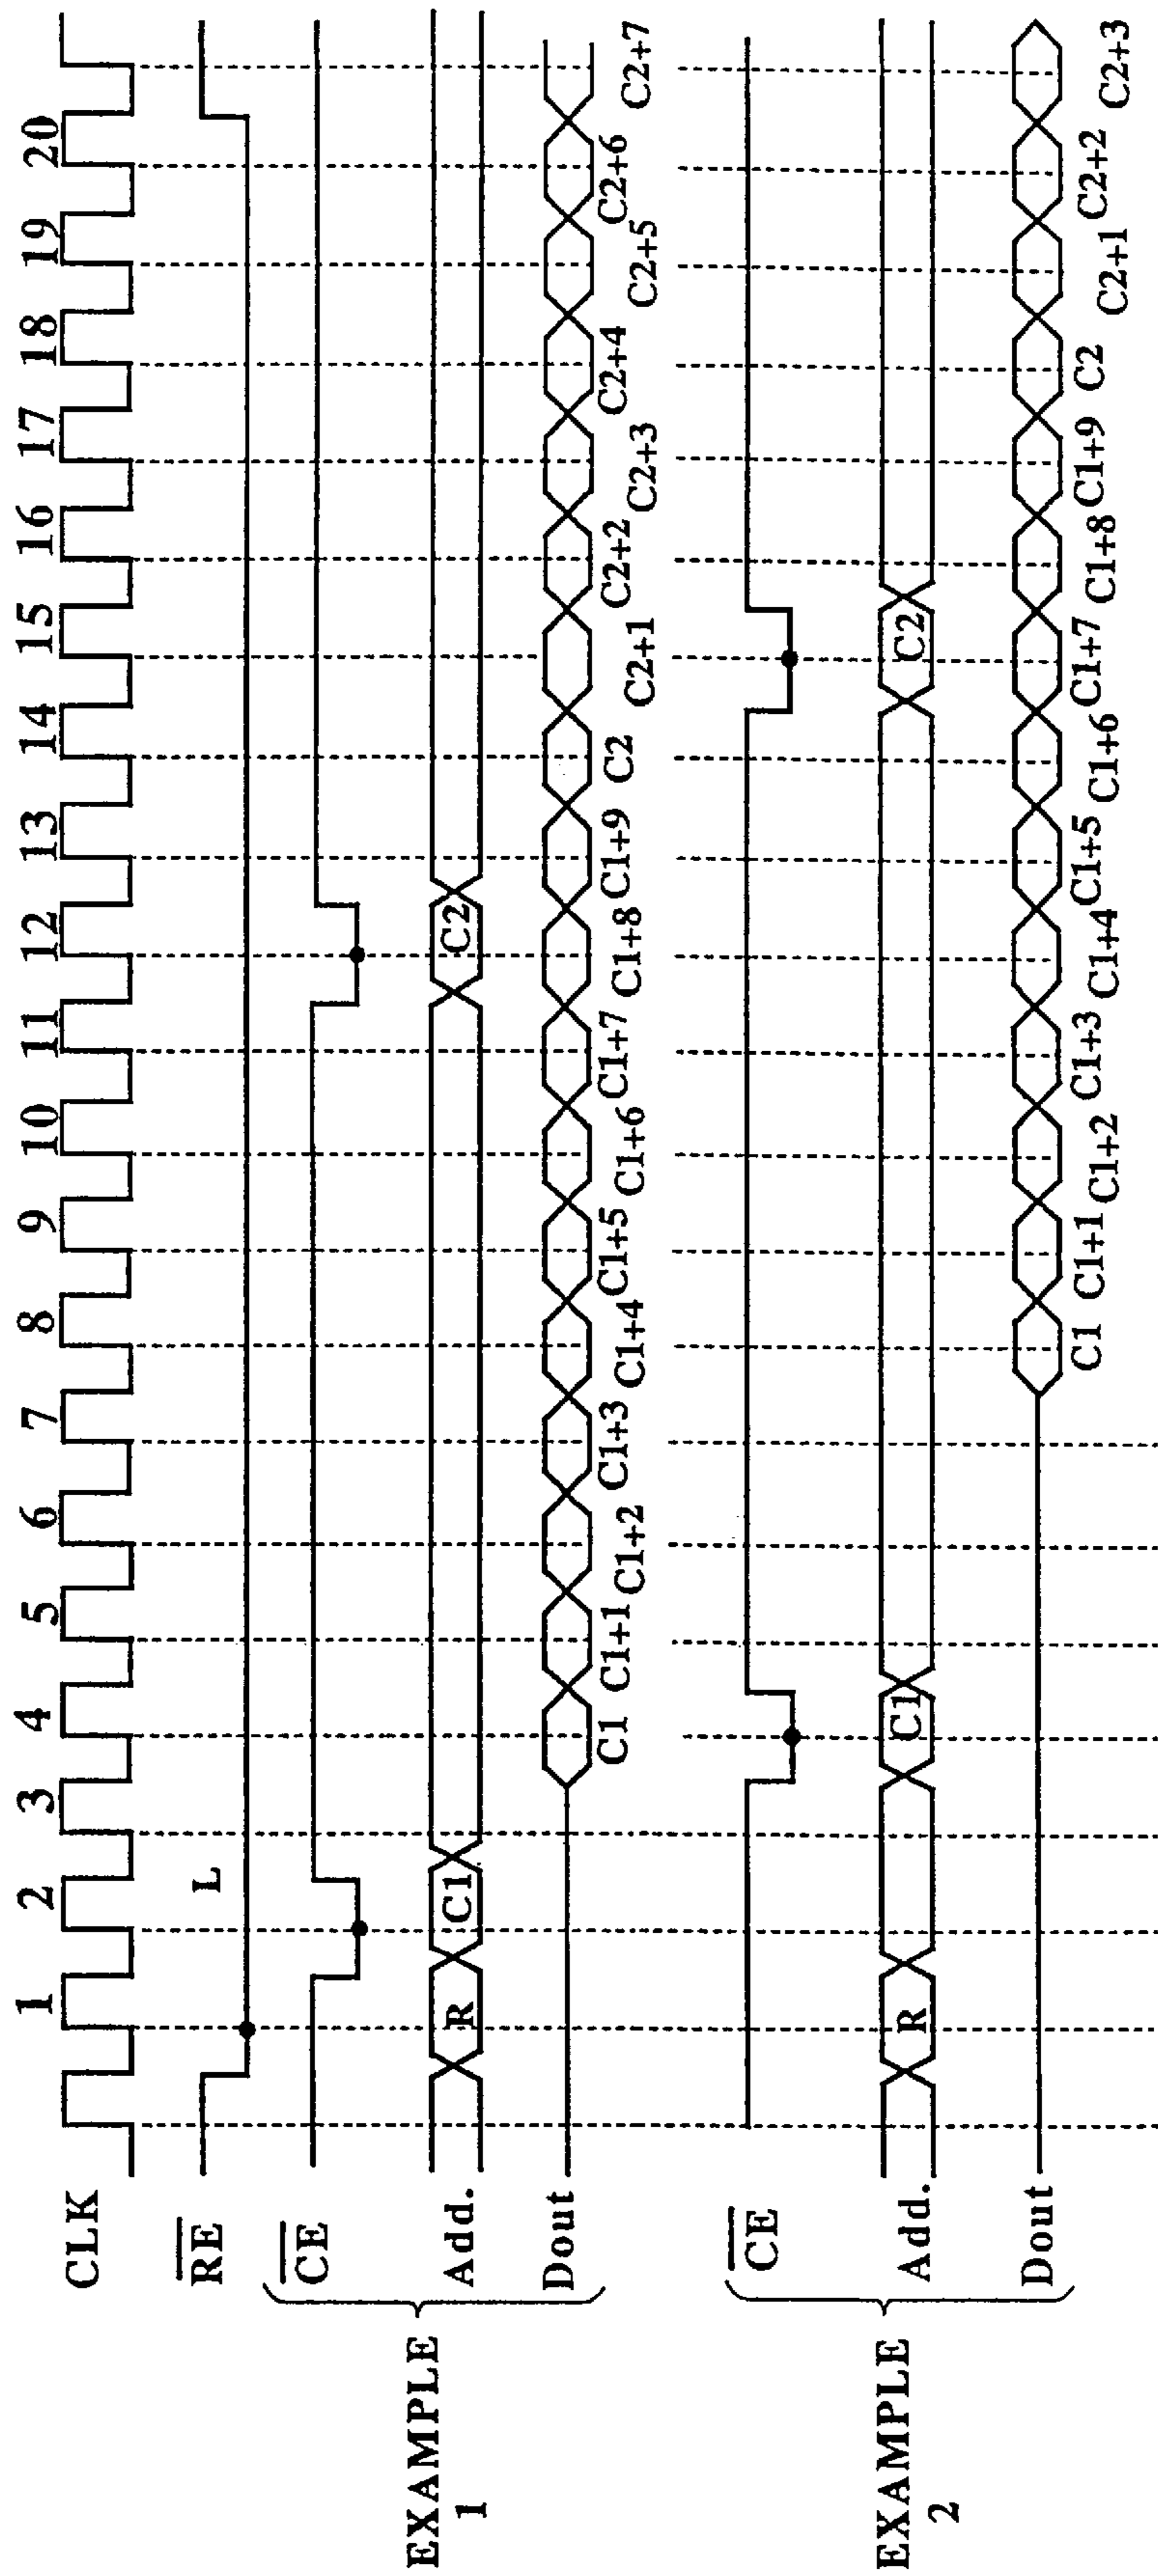 CLK 1 2 3 4 5 6 7 8 9 10 11 12 13 14 15 16 17 18 19 20
RE L
EXAMPLE 1
CE
Add. R C1 C2
Dout C1 C1+1 C1+2 C1+3 C1+4 C1+5 C1+6 C1+7 C1+8 C1+9 C2 C2+1 C2+2 C2+3 C2+4 C2+5 C2+6 C2+7
EXAMPLE 2
CE
Add. R C1 C2
Dout C1 C1+1 C1+2 C1+3 C1+4 C1+5 C1+6 C1+7 C1+8 C1+9 C2 C2+1 C2+2 C2+3